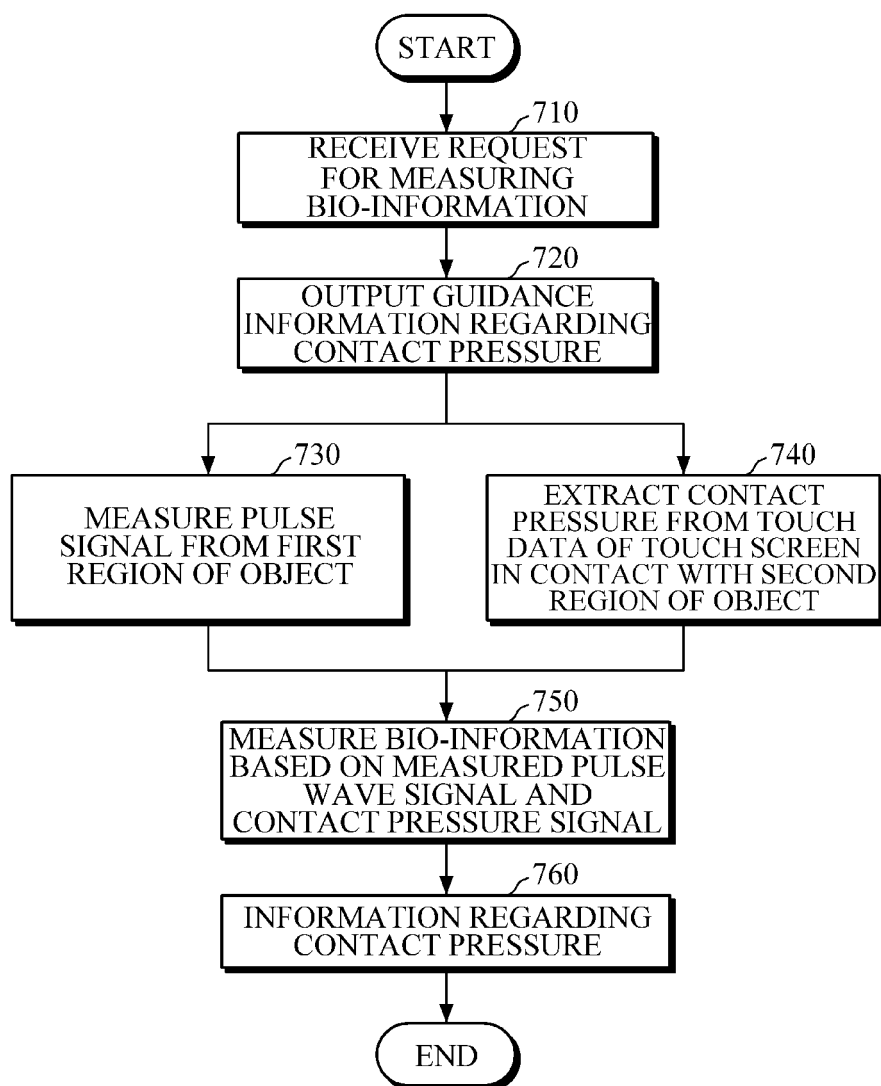 START
710
RECEIVE REQUEST
FOR MEASURING
BIO-INFORMATION
720
OUTPUT GUIDANCE
INFORMATION REGARDING
CONTACT PRESSURE
730
MEASURE PULSE
SIGNAL FROM FIRST
REGION OF OBJECT
740
EXTRACT CONTACT
PRESSURE FROM TOUCH
DATA OF TOUCH SCREEN
IN CONTACT WITH SECOND
REGION OF OBJECT
750
MEASURE BIO-INFORMATION
BASED ON MEASURED PULSE
WAVE SIGNAL AND
CONTACT PRESSURE SIGNAL
760
INFORMATION REGARDING
CONTACT PRESSURE
END